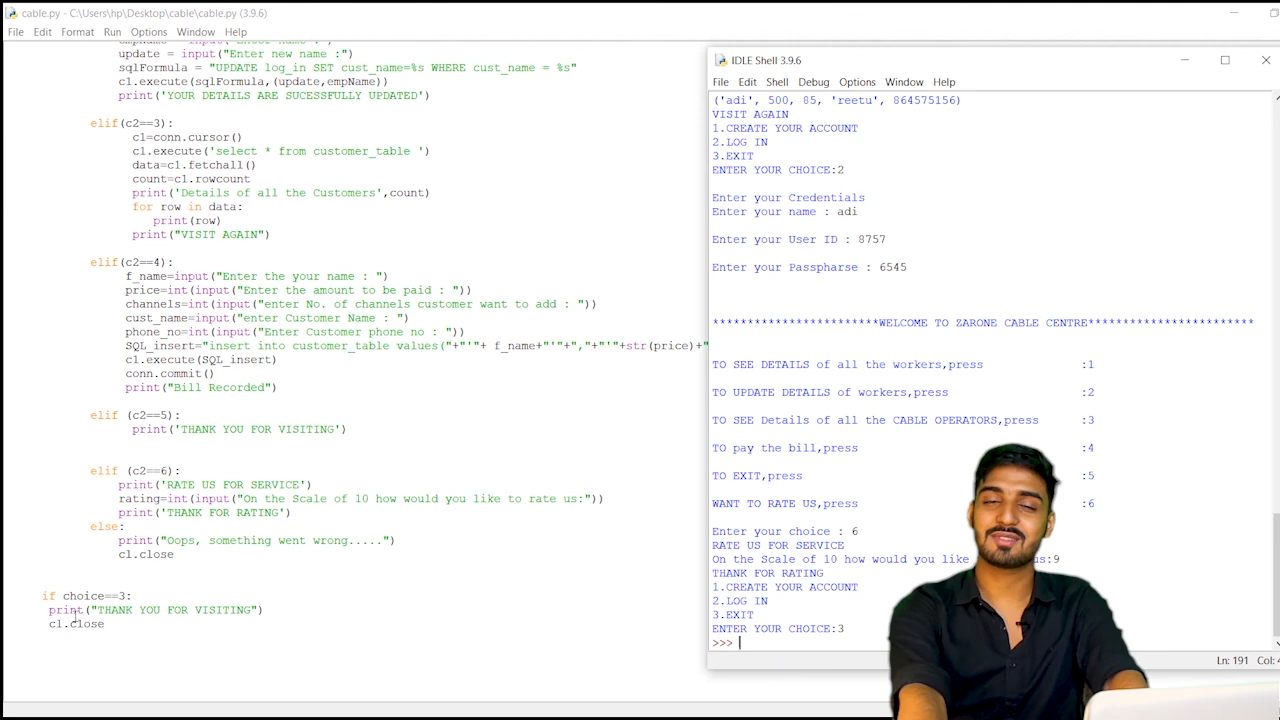 cable.py - C:\Users\hp\Desktop\cable\cable.py (3.9.6)
File Edit Format Run Options Window Help
update = input("Enter new name :")
sqlFormula = "UPDATE log_in SET cust_name=%s WHERE cust_name = %s"
c1.execute(sqlFormula,(update,empName))
print('YOUR DETAILS ARE SUCESSFULLY UPDATED')
elif(c2==3):
c1=conn.cursor()
c1.execute('select * from customer_table ')
data=c1.fetchall()
count=c1.rowcount
print('Details of all the Customers',count)
for row in data:
print(row)
print("VISIT AGAIN")
elif(c2==4):
f_name=input("Enter the your name : ")
price=int(input("Enter the amount to be paid : "))
channels=int(input("enter No. of channels customer want to add : "))
cust_name=input("enter Customer Name : ")
phone_no=int(input("Enter Customer phone no : "))
SQL_insert="insert into customer_table values("+"'"+ f_name+"'"+","+"'"+str(price)+"
c1.execute(SQL_insert)
conn.commit()
print("Bill Recorded")
elif (c2==5):
print('THANK YOU FOR VISITING')
elif (c2==6):
print('RATE US FOR SERVICE')
rating=int(input("On the Scale of 10 how would you like to rate us:"))
print('THANK FOR RATING')
else:
print("Oops, something went wrong.....")
cl.close
if choice==3:
print("THANK YOU FOR VISITING")
cl.close
IDLE Shell 3.9.6
File Edit Shell Debug Options Window Help
('adi', 500, 85, 'reetu', 864575156)
VISIT AGAIN
1.CREATE YOUR ACCOUNT
2.LOG IN
3.EXIT
ENTER YOUR CHOICE:2
Enter your Credentials
Enter your name : adi
Enter your User ID : 8757
Enter your Passpharse : 6545
************************WELCOME TO ZARONE CABLE CENTRE************************
TO SEE DETAILS of all the workers,press :1
TO UPDATE DETAILS of workers,press :2
TO SEE Details of all the CABLE OPERATORS,press :3
To pay the bill,press :4
TO EXIT,press :5
WANT TO RATE US,press :6
Enter your choice : 6
RATE US FOR SERVICE
On the Scale of 10 how would you like us:9
THANK FOR RATING
1.CREATE YOUR ACCOUNT
2.LOG IN
3.EXIT
ENTER YOUR CHOICE:3
>>>
Ln: 191 Col: 4